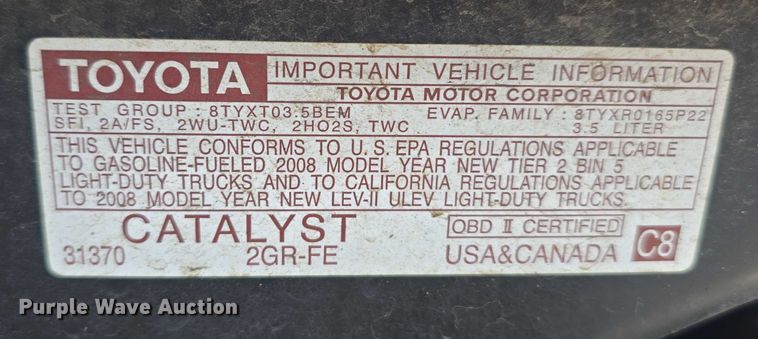 TOYOTA IMPORTANT VEHICLE INFORMATION
TOYOTA MOTOR CORPORATION
TEST GROUP : 8TYXT03.5BEM EVAP. FAMILY : 8TYXR0165P22
SFI, 2A/FS, 2WU-TWC, 2HO2S, TWC 3.5 LITER
THIS VEHICLE CONFORMS TO U.S. EPA REGULATIONS APPLICABLE
TO GASOLINE-FUELED 2008 MODEL YEAR NEW TIER 2 BIN 5
LIGHT-DUTY TRUCKS AND TO CALIFORNIA REGULATIONS APPLICABLE
TO 2008 MODEL YEAR NEW LEV-II ULEV LIGHT-DUTY TRUCKS.
CATALYST OBD II CERTIFIED
31370 2GR-FE USA&CANADA C8
Purple Wave Auction